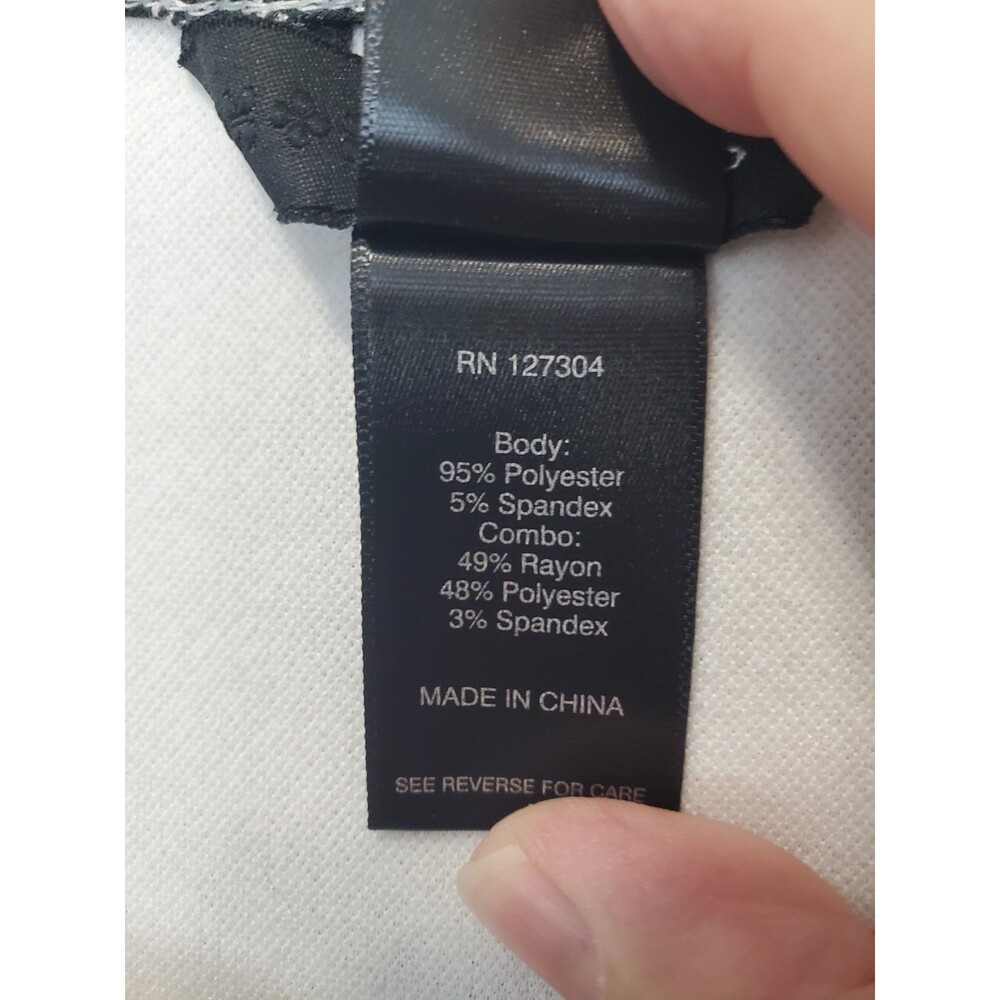 RN 127304
Body:
95% Polyester
5% Spandex
Combo:
49% Rayon
48% Polyester
3% Spandex
MADE IN CHINA
SEE REVERSE FOR CARE